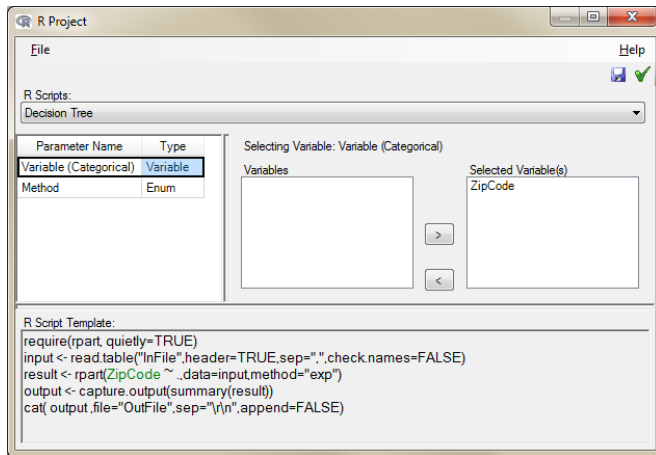 R Project
File
Help
R Scripts:
Decision Tree
Parameter Name Type
Variable (Categorical) Variable
Method Enum
Selecting Variable: Variable (Categorical)
Variables
Selected Variable(s)
ZipCode
>
<
R Script Template:
require(rpart, quietly=TRUE)
input <- read.table("InFile",header=TRUE,sep=",",check.names=FALSE)
result <- rpart(ZipCode ~ .,data=input,method="exp")
output <- capture.output(summary(result))
cat( output ,file="OutFile",sep="\r\n",append=FALSE)